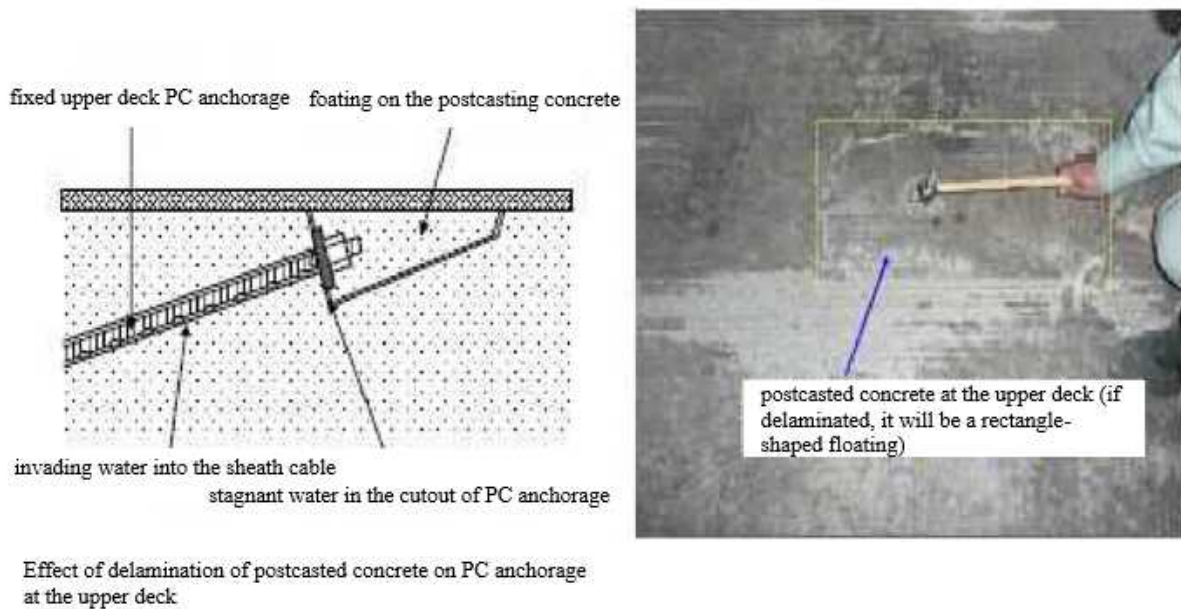 fixed upper deck PC anchorage
foating on the postcasting concrete
invading water into the sheath cable
stagnant water in the cutout of PC anchorage
Effect of delamination of postcasted concrete on PC anchorage
at the upper deck
postcasted concrete at the upper deck (if
delaminated, it will be a rectangle-
shaped floating)